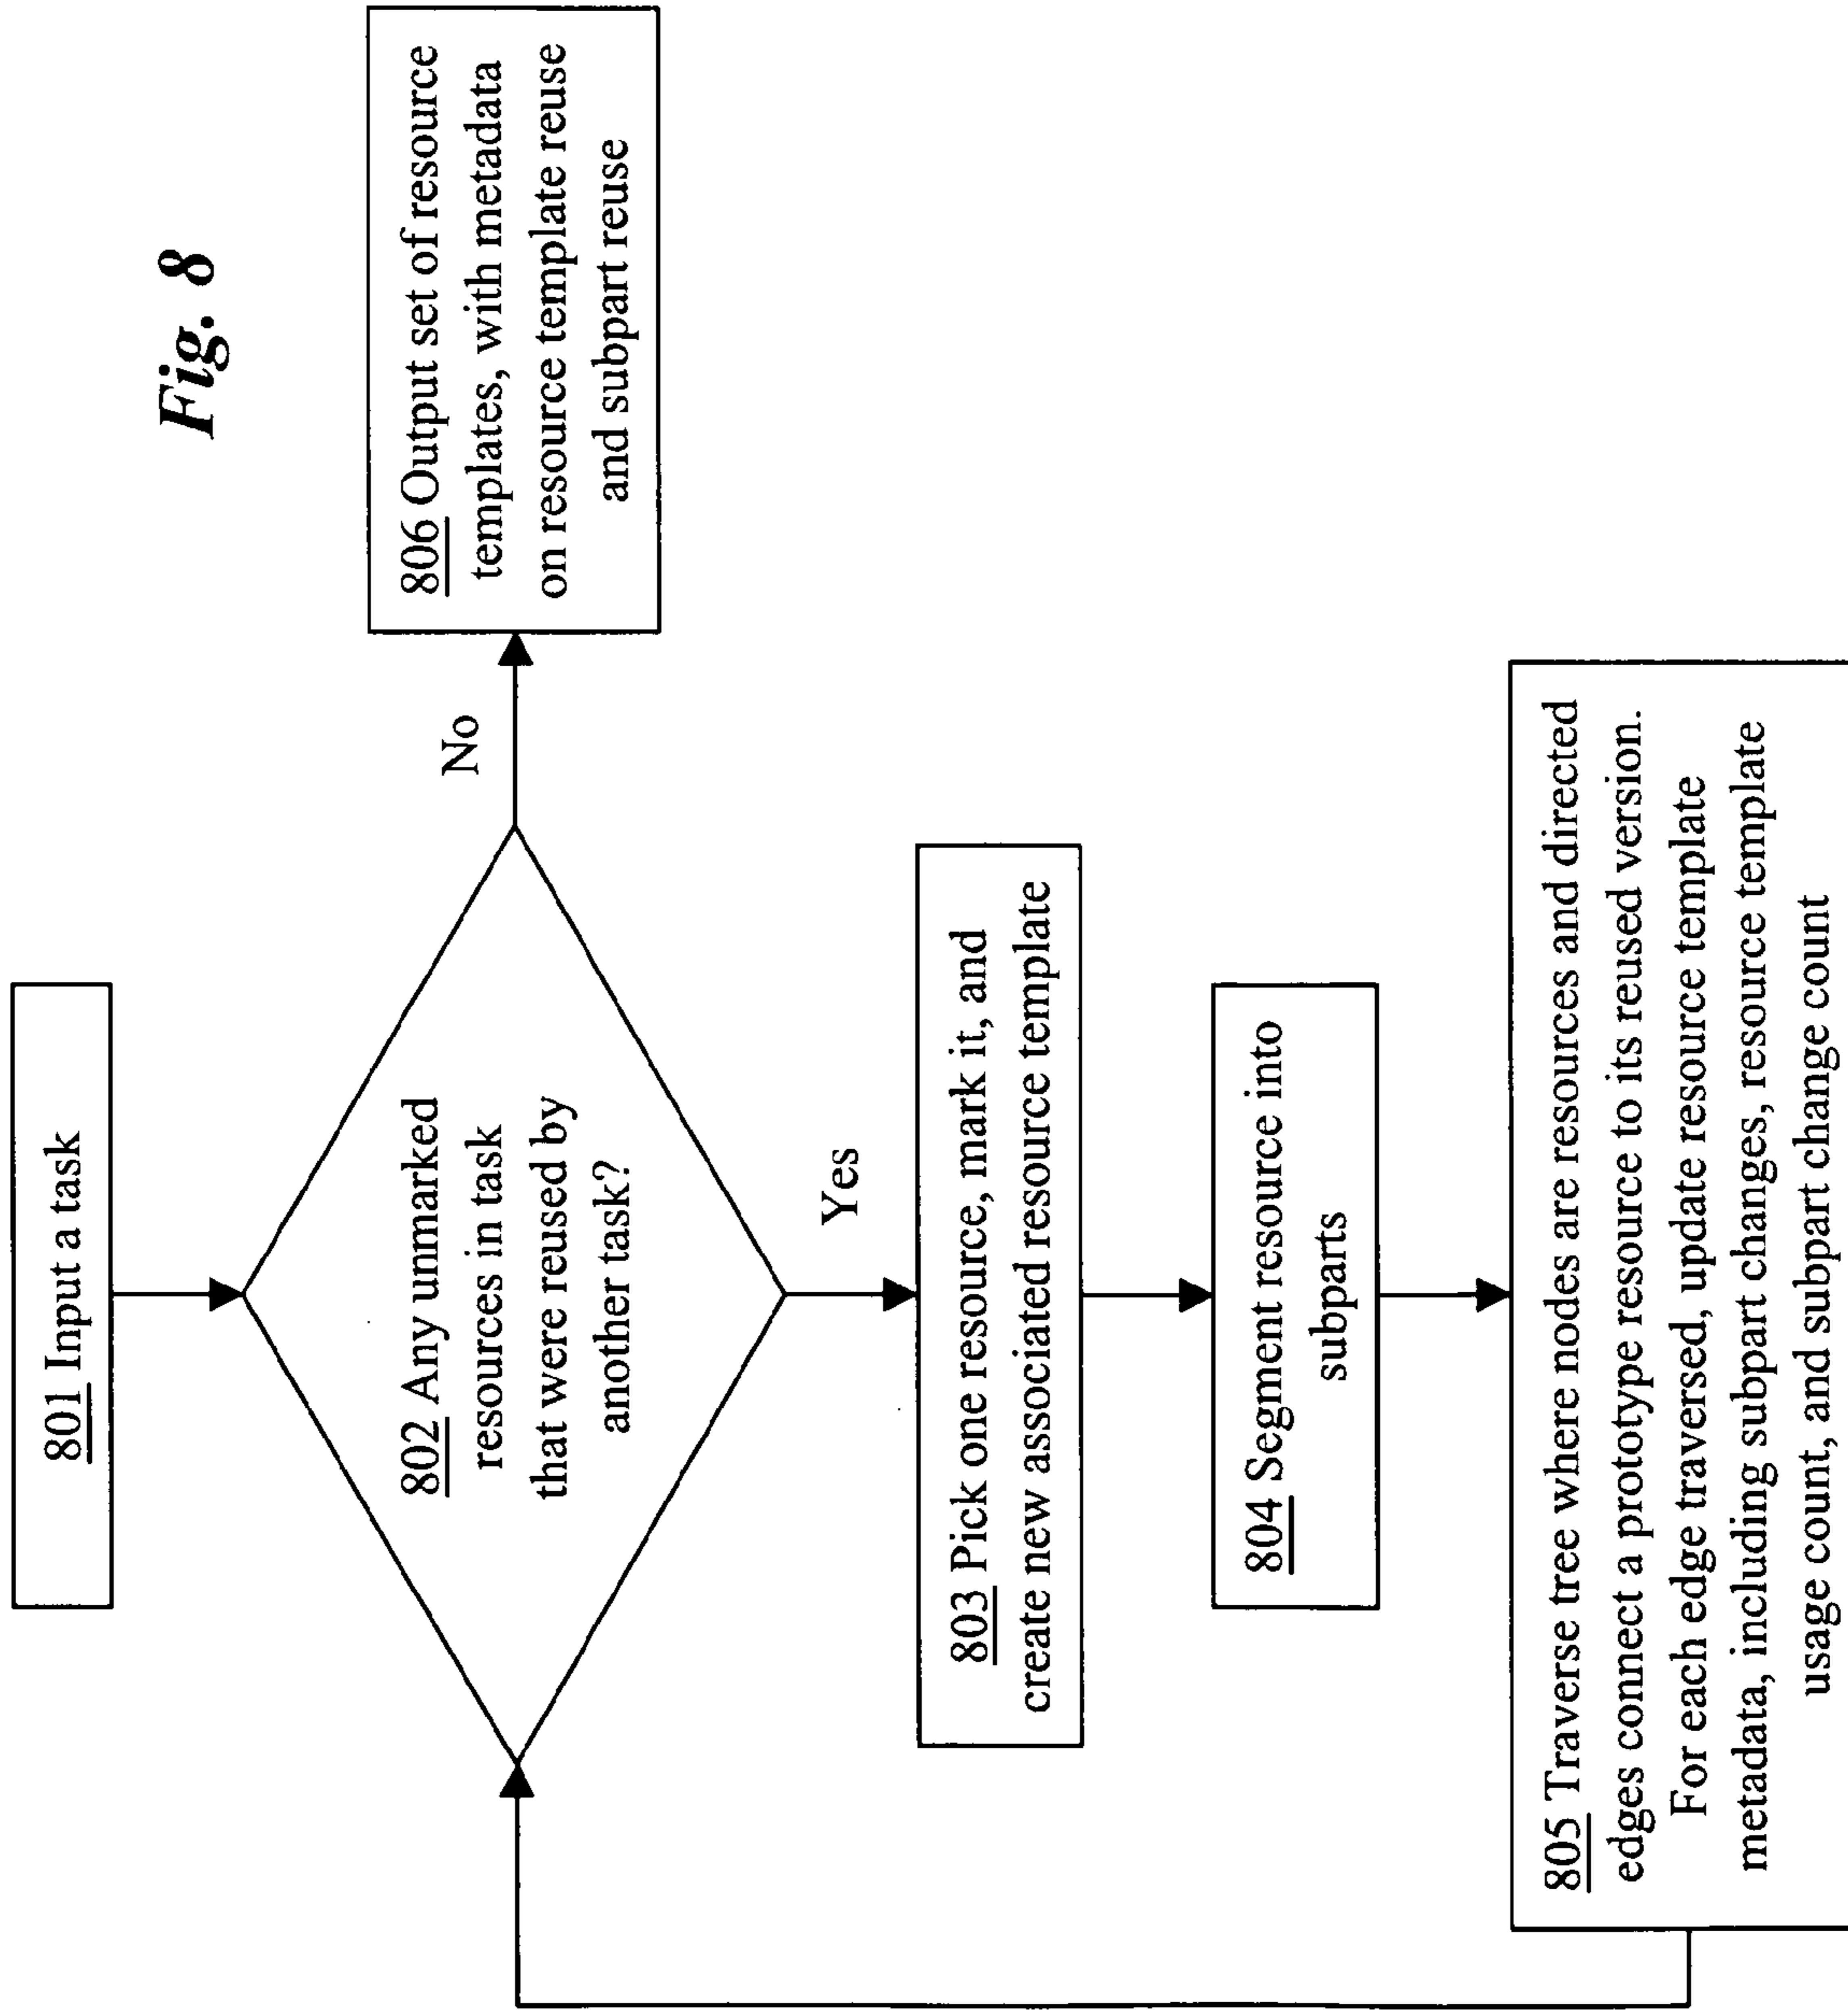 Fig. 8
801 Input a task
802 Any unmarked
resources in task
that were reused by
another task?
No
806 Output set of resource
templates, with metadata
on resource template reuse
and subpart reuse
Yes
803 Pick one resource, mark it, and
create new associated resource template
804 Segment resource into
subparts
805 Traverse tree where nodes are resources and directed
edges connect a prototype resource to its reused version.
For each edge traversed, update resource template
metadata, including subpart changes, resource template
usage count, and subpart change count